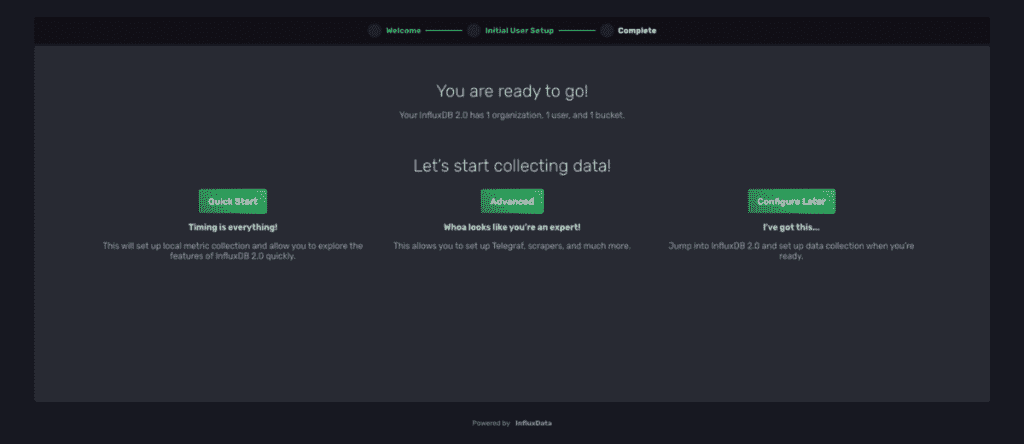 Welcome Initial User Setup Complete
You are ready to go!
Your InfluxDB 2.0 has 1 organization, 1 user, and 1 bucket.
Let's start collecting data!
Quick Start
Timing is everything!
This will set up local metric collection and allow you to explore the
features of InfluxDB 2.0 quickly.
Advanced
Whoa looks like you're an expert!
This allows you to set up Telegraf, scrapers, and much more.
Configure Later
I've got this...
Jump into InfluxDB 2.0 and set up data collection when you're
ready.
Powered by InfluxData